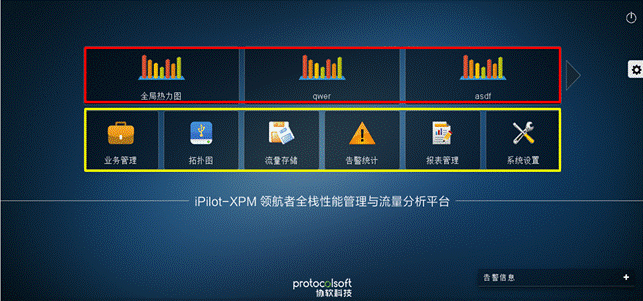 全局热力图 qwer asdf
业务管理 拓扑图 流量存储 告警统计 报表管理 系统设置
iPilot-XPM 领航者全栈性能管理与流量分析平台
告警信息 +
protocolsoft
协软科技